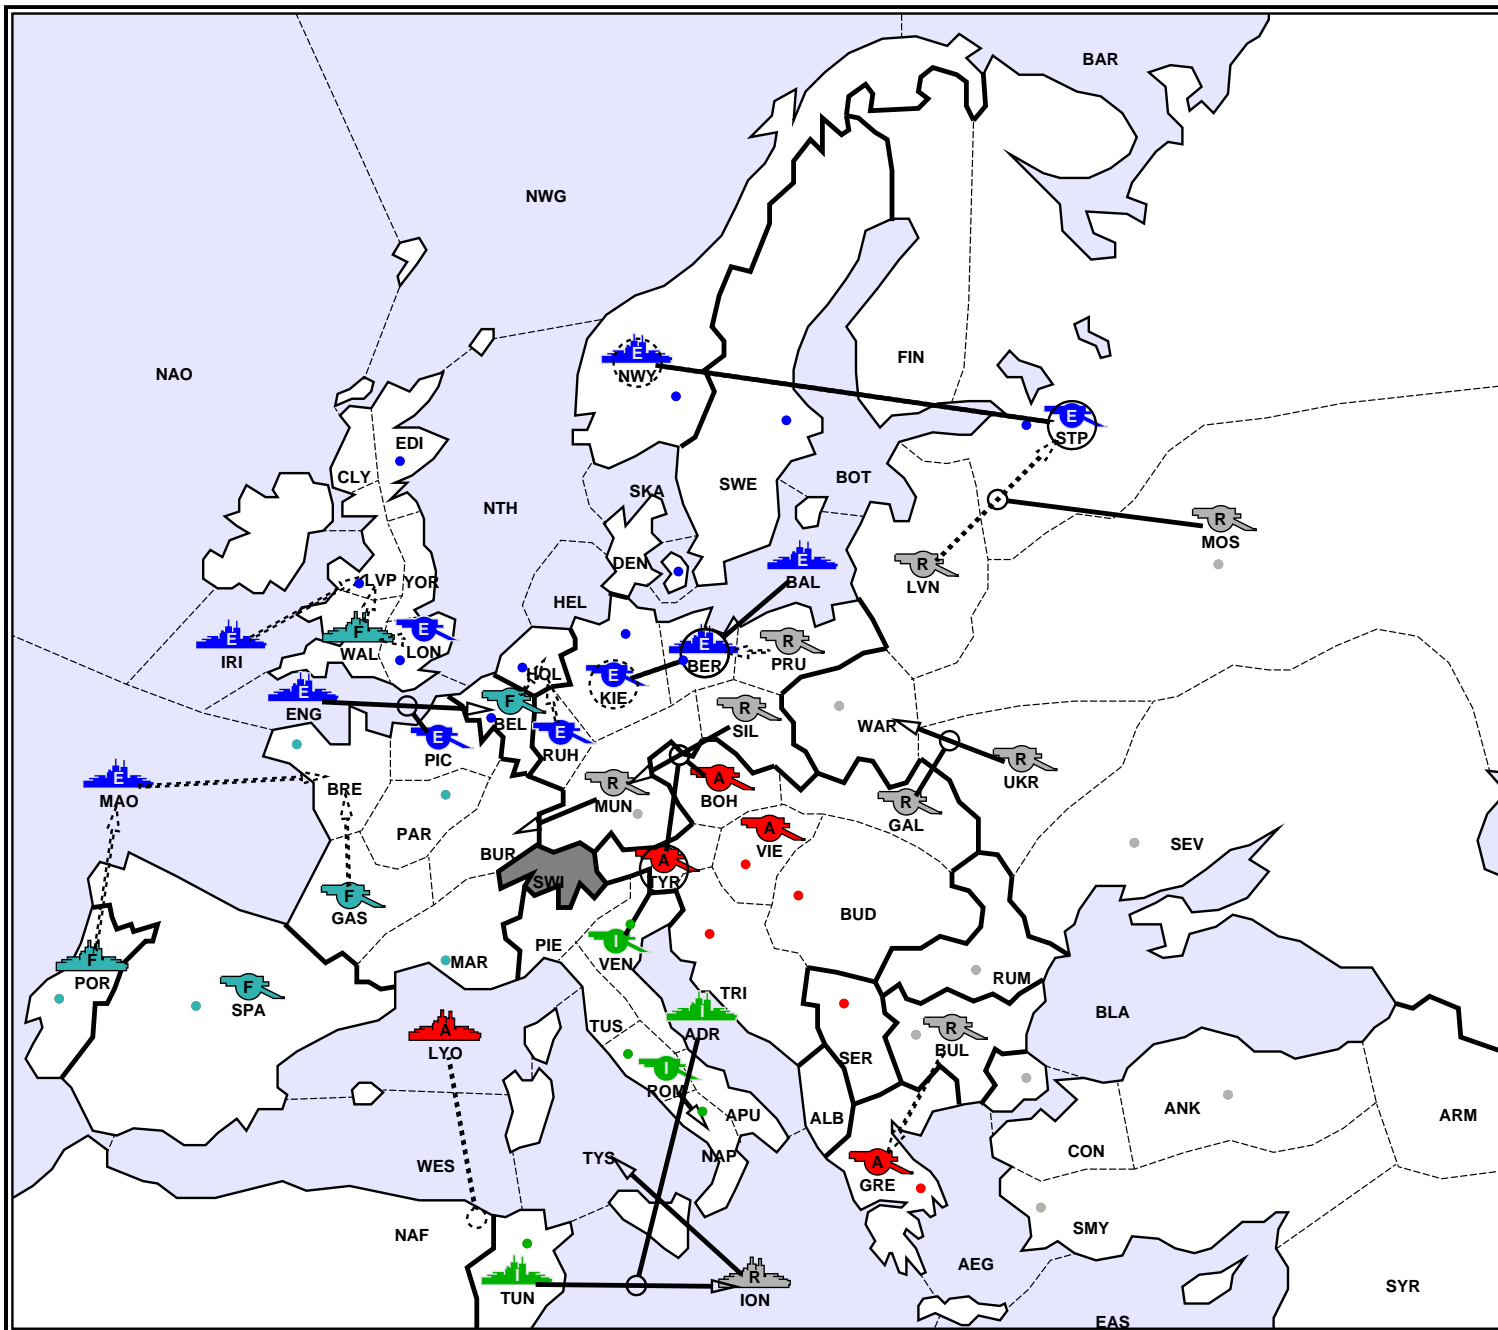 BAR
NWG
NAO
E
NWY
FIN
E
STP
EDI
CLY
SKA
SWE
BOT
NTH
R
MOS
DEN
E
BAL
R
LVN
LVP
YOR
HEL
E
IRI
F
WAL
E
LON
E
BER
R
PRU
HOL
E
KIE
E
ENG
F
BEL
R
SIL
WAR
E
PIC
E
RUH
R
UKR
E
MAO
BRE
R
MUN
A
BOH
R
GAL
PAR
A
VIE
SEV
BUR
A
TYR
SWI
F
GAS
BUD
I
VEN
PIE
F
POR
MAR
F
SPA
RUM
TRI
I
ADR
BLA
A
LYO
TUS
R
BUL
SER
I
ROM
APU
ALB
ANK
ARM
CON
WES
TYS
NAP
A
GRE
NAF
SMY
AEG
I
TUN
R
ION
SYR
EAS